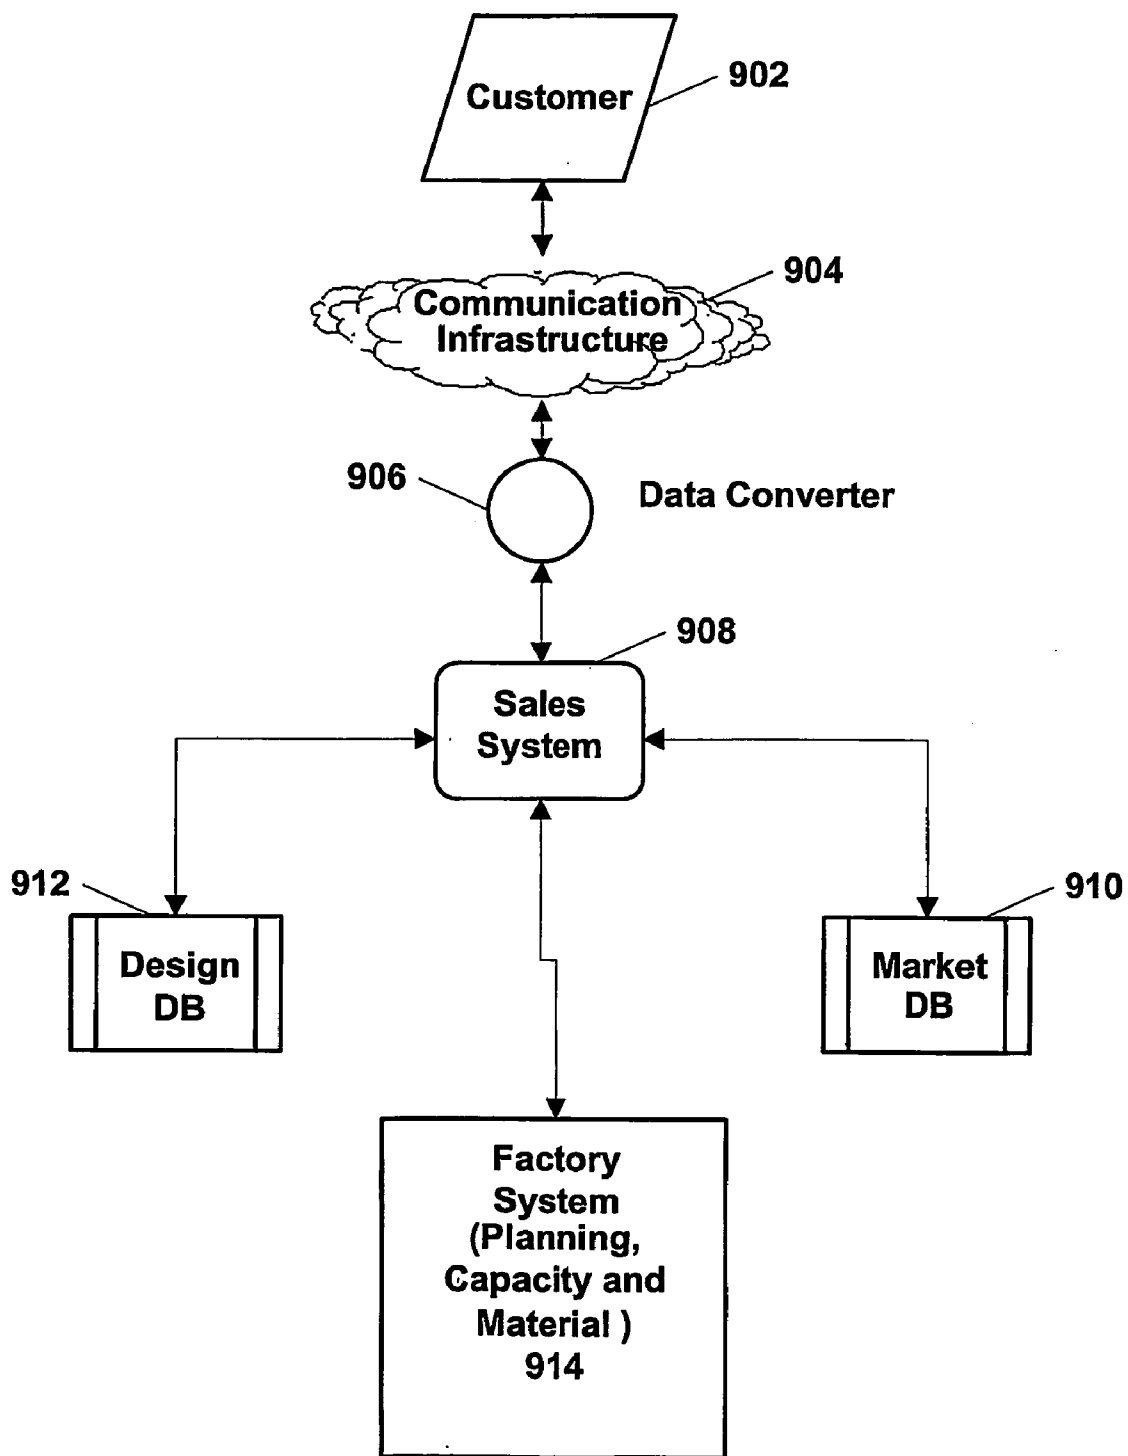 Customer
902
904
Communication
Infrastructure
906
Data Converter
908
Sales
System
912
910
Design
DB
Market
DB
Factory
System
(Planning,
Capacity and
Material )
914